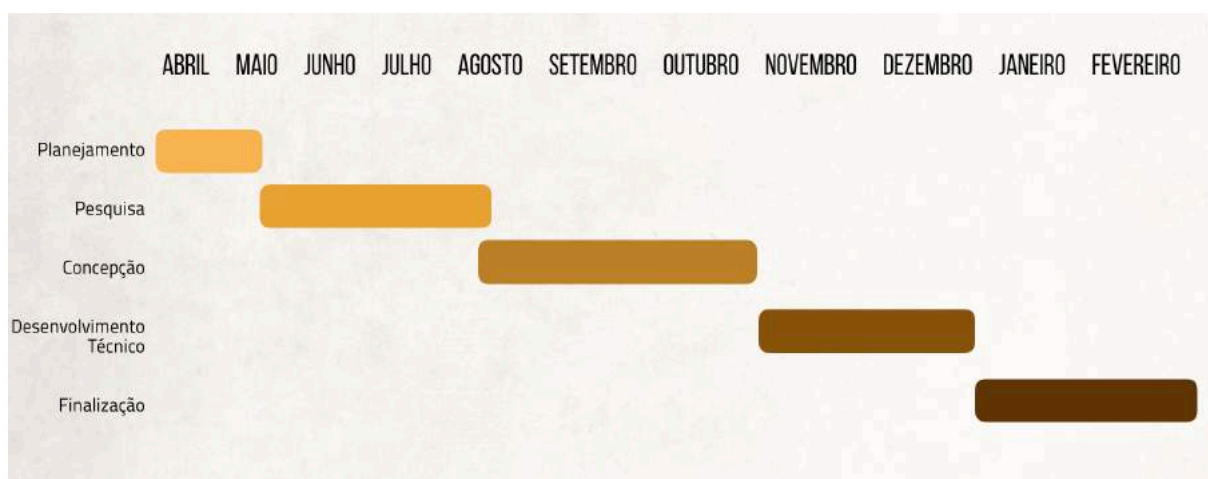 ABRIL MAIO JUNHO JULHO AGOSTO SETEMBRO OUTUBRO NOVEMBRO DEZEMBRO JANEIRO FEVEREIRO
Planejamento
Pesquisa
Concepção
Desenvolvimento
Técnico
Finalização